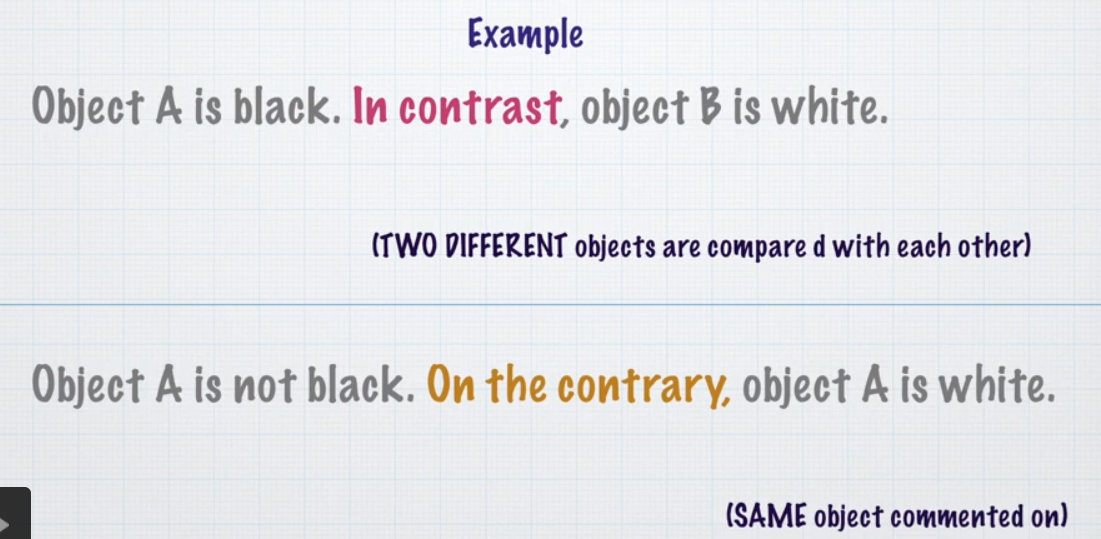 Example
Object A is black. In contrast, object B is white.
(TWO DIFFERENT objects are compare d with each other)
Object A is not black. On the contrary, object A is white.
(SAME object commented on)